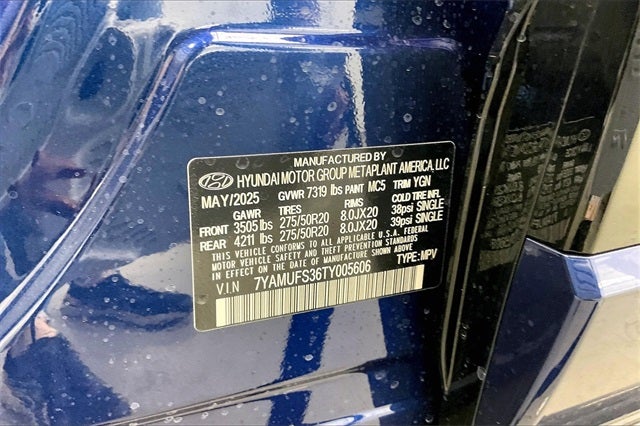 MANUFACTURED BY
HYUNDAI MOTOR GROUP METAPLANT AMERICA, LLC
MAY/2025 GVWR 7319 lbs PAINT MC5 TRIM YGN
GAWR TIRES RIMS COLD TIRE INFL.
FRONT 3505 lbs 275/50R20 8.0JX20 38psi SINGLE
REAR 4211 lbs 275/50R20 8.0JX20 39psi SINGLE
THIS VEHICLE CONFORMS TO ALL APPLICABLE U.S.A. FEDERAL
MOTOR VEHICLE SAFETY AND THEFT PREVENTION STANDARDS
IN EFFECT ON THE DATE OF MANUFACTURE SHOWN ABOVE
V.I.N 7YAMUFS36TY005606 TYPE: MPV